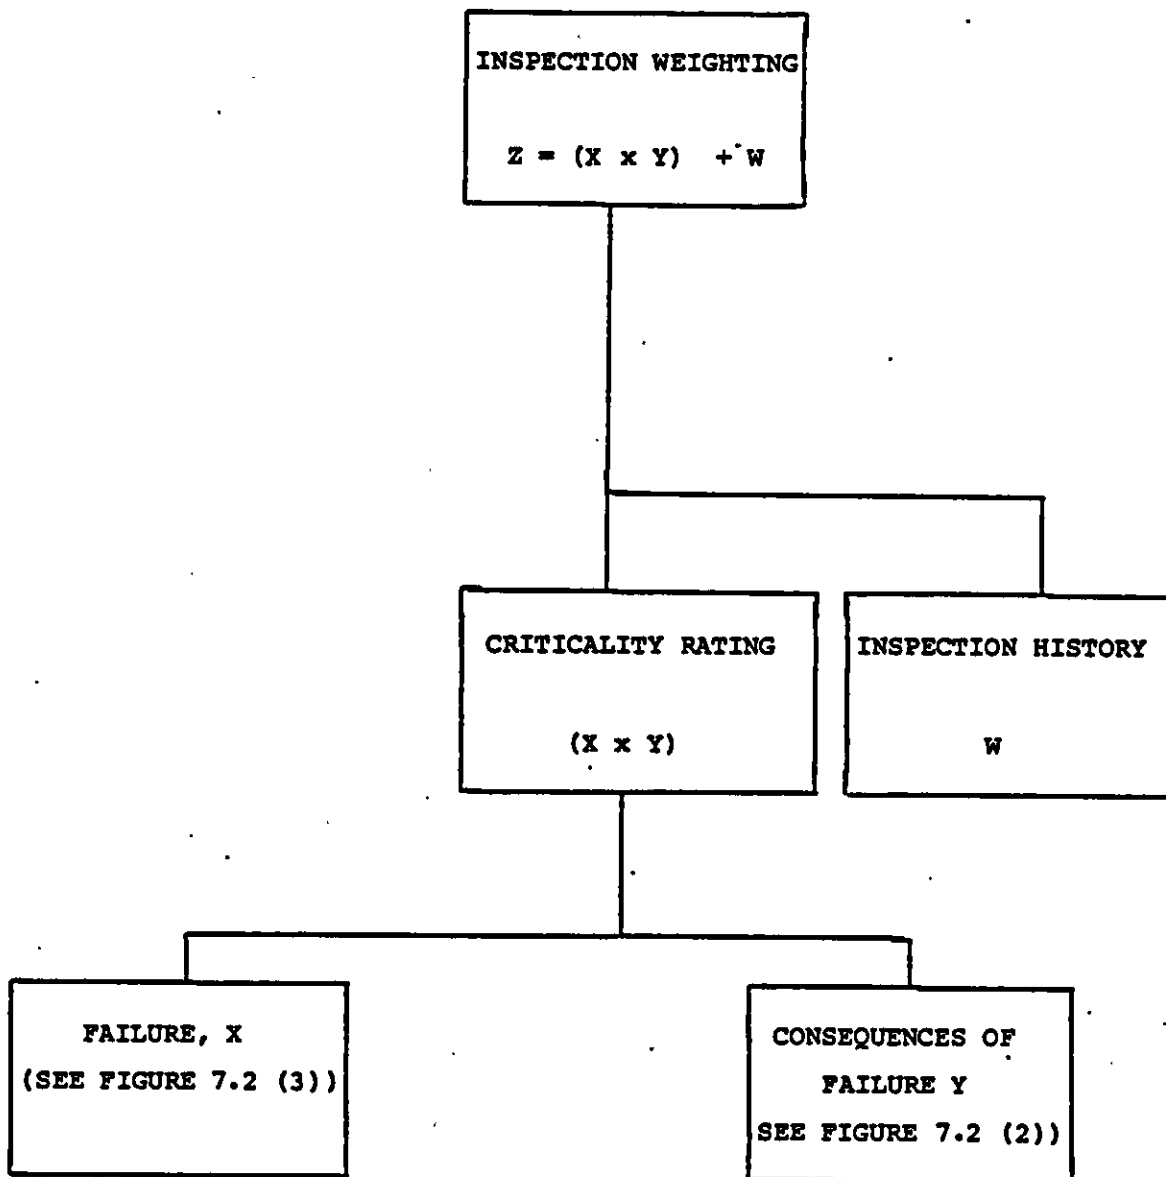 INSPECTION WEIGHTING
Z = (X x Y) + W
CRITICALITY RATING
(X x Y)
INSPECTION HISTORY
W
FAILURE, X
(SEE FIGURE 7.2 (3))
CONSEQUENCES OF
FAILURE Y
SEE FIGURE 7.2 (2))